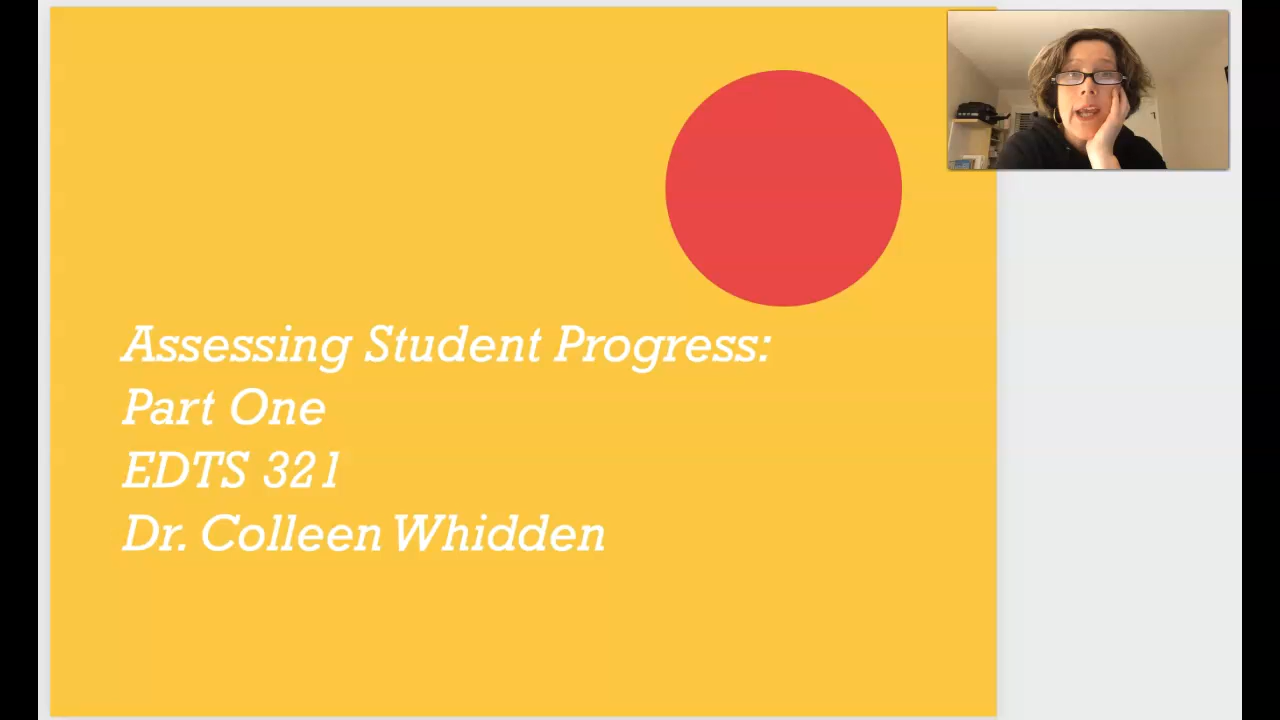 Assessing Student Progress:
Part One
EDTS 321
Dr. Colleen Whidden